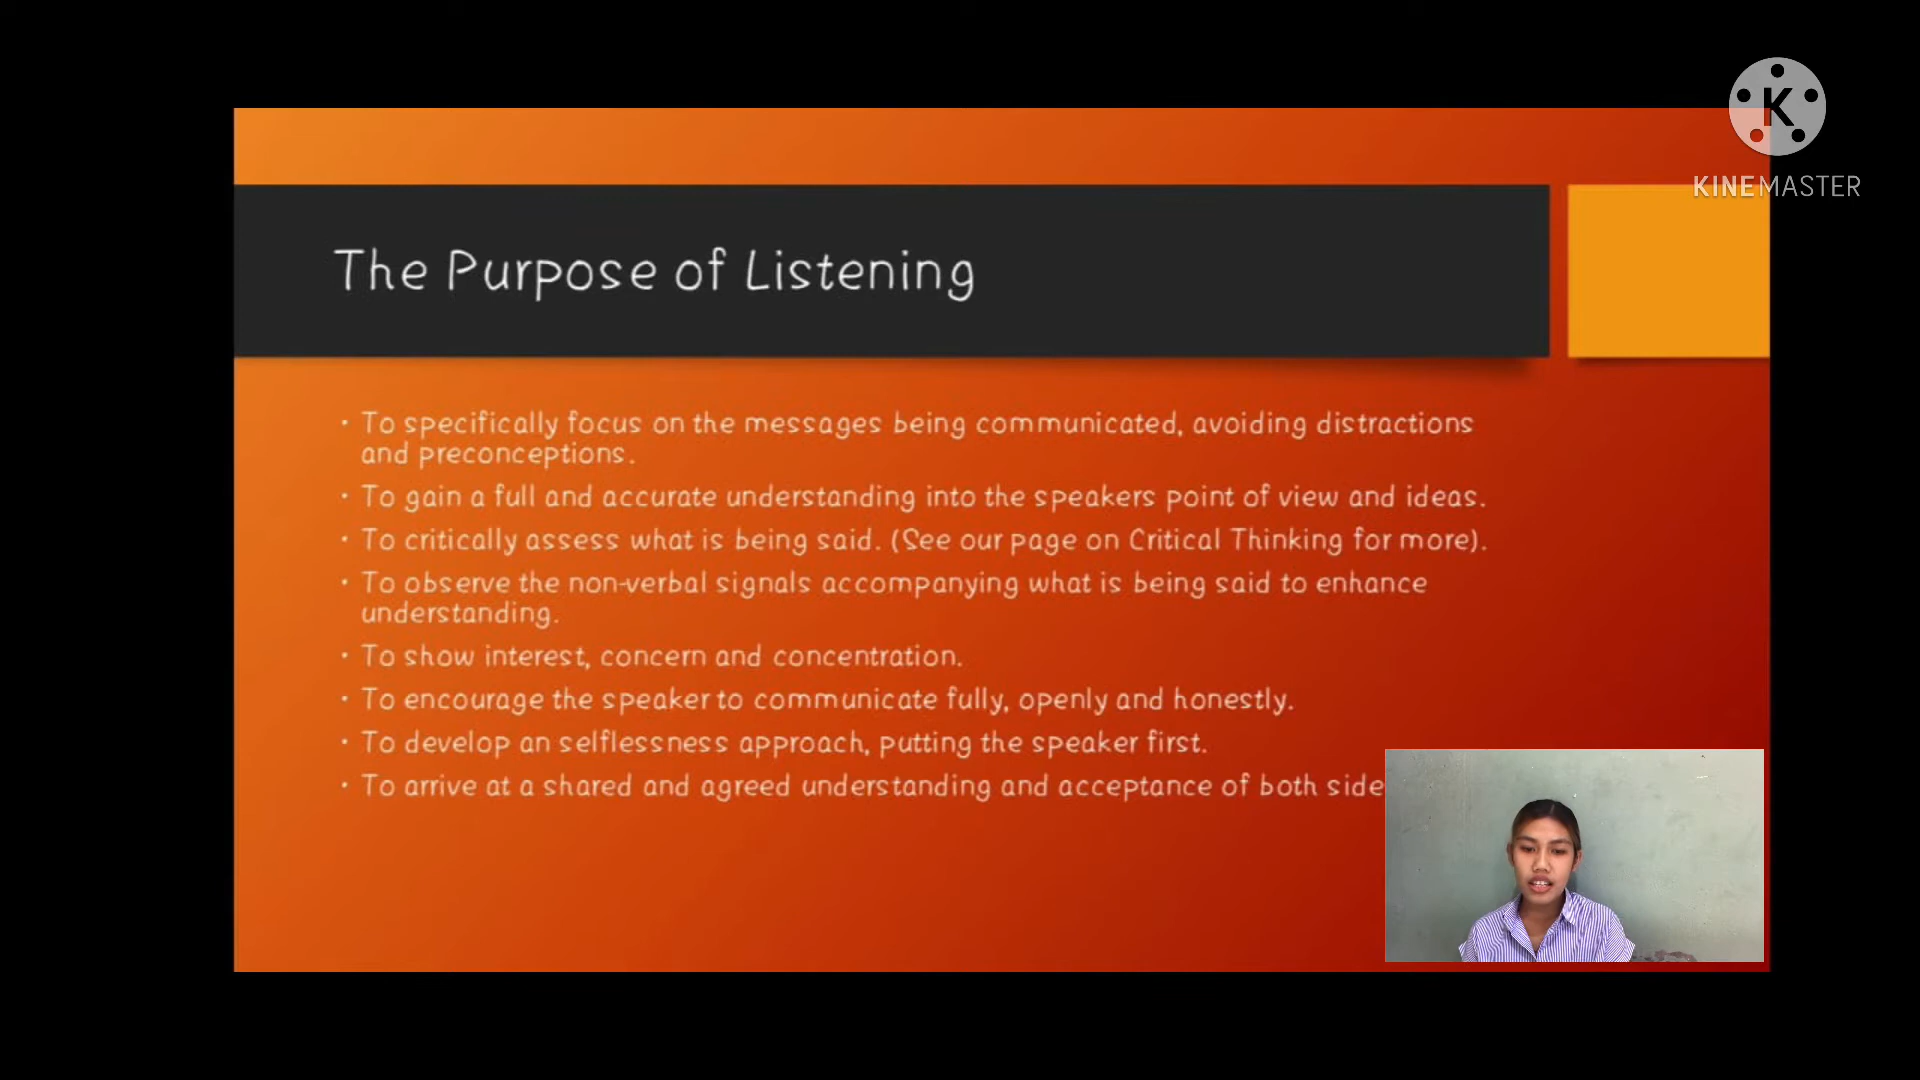 K
KINEMASTER
The Purpose of Listening
• To specifically focus on the messages being communicated, avoiding distractions
and preconceptions.
• To gain a full and accurate understanding into the speakers point of view and ideas.
• To critically assess what is being said. (See our page on Critical Thinking for more).
• To observe the non-verbal signals accompanying what is being said to enhance
understanding.
• To show interest, concern and concentration.
• To encourage the speaker to communicate fully, openly and honestly.
• To develop an selflessness approach, putting the speaker first.
• To arrive at a shared and agreed understanding and acceptance of both side